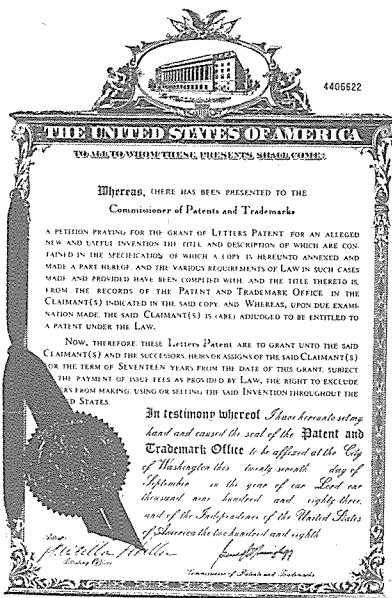 4406622
THE UNITED STATES OF AMERICA
TO ALL TO WHOM THESE PRESENTS SHALL COME:
Whereas, THERE HAS BEEN PRESENTED TO THE
Commissioner of Patents and Trademarks
A PETITION PRAYING FOR THE GRANT OF LETTERS PATENT FOR AN ALLEGED
NEW AND USEFUL INVENTION THE TITLE AND DESCRIPTION OF WHICH ARE CON-
TAINED IN THE SPECIFICATION OF WHICH A COPY IS HEREUNTO ANNEXED AND
MADE A PART HEREOF, AND THE VARIOUS REQUIREMENTS OF LAW IN SUCH CASES
MADE AND PROVIDED HAVE BEEN COMPLIED WITH, AND THE TITLE THERETO IS,
FROM THE RECORDS OF THE PATENT AND TRADEMARK OFFICE IN THE
CLAIMANT(S) INDICATED IN THE SAID COPY, AND WHEREAS, UPON DUE EXAMI-
NATION MADE, THE SAID CLAIMANT(S) IS (ARE) ADJUDGED TO BE ENTITLED TO
A PATENT UNDER THE LAW.
NOW, THEREFORE, THESE Letters Patent ARE TO GRANT UNTO THE SAID
CLAIMANT(S) AND THE SUCCESSORS, HEIRS OR ASSIGNS OF THE SAID CLAIMANT(S)
FOR THE TERM OF SEVENTEEN YEARS FROM THE DATE OF THIS GRANT, SUBJECT
THE PAYMENT OF ISSUE FEES AS PROVIDED BY LAW, THE RIGHT TO EXCLUDE
ERS FROM MAKING, USING OR SELLING THE SAID INVENTION THROUGHOUT THE
D STATES.
In testimony whereof I have hereunto set my
hand and caused the seal of the Patent and
Trademark Office to be affixed at the City
of Washington this twenty-seventh day of
September in the year of our Lord one
thousand nine hundred and eighty-three,
and of the Independence of the United States
of America the two hundred and eighth.
Attest:
Attesting Officer
Commissioner of Patents and Trademarks